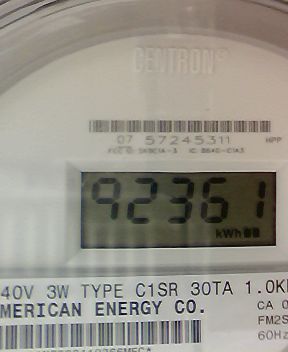 CENTRON®
07 57245311 HPP
92361
kWh
40V 3W TYPE C1SR 30TA 1.0K
MERICAN ENERGY CO.
CA 0
FM2S
60Hz